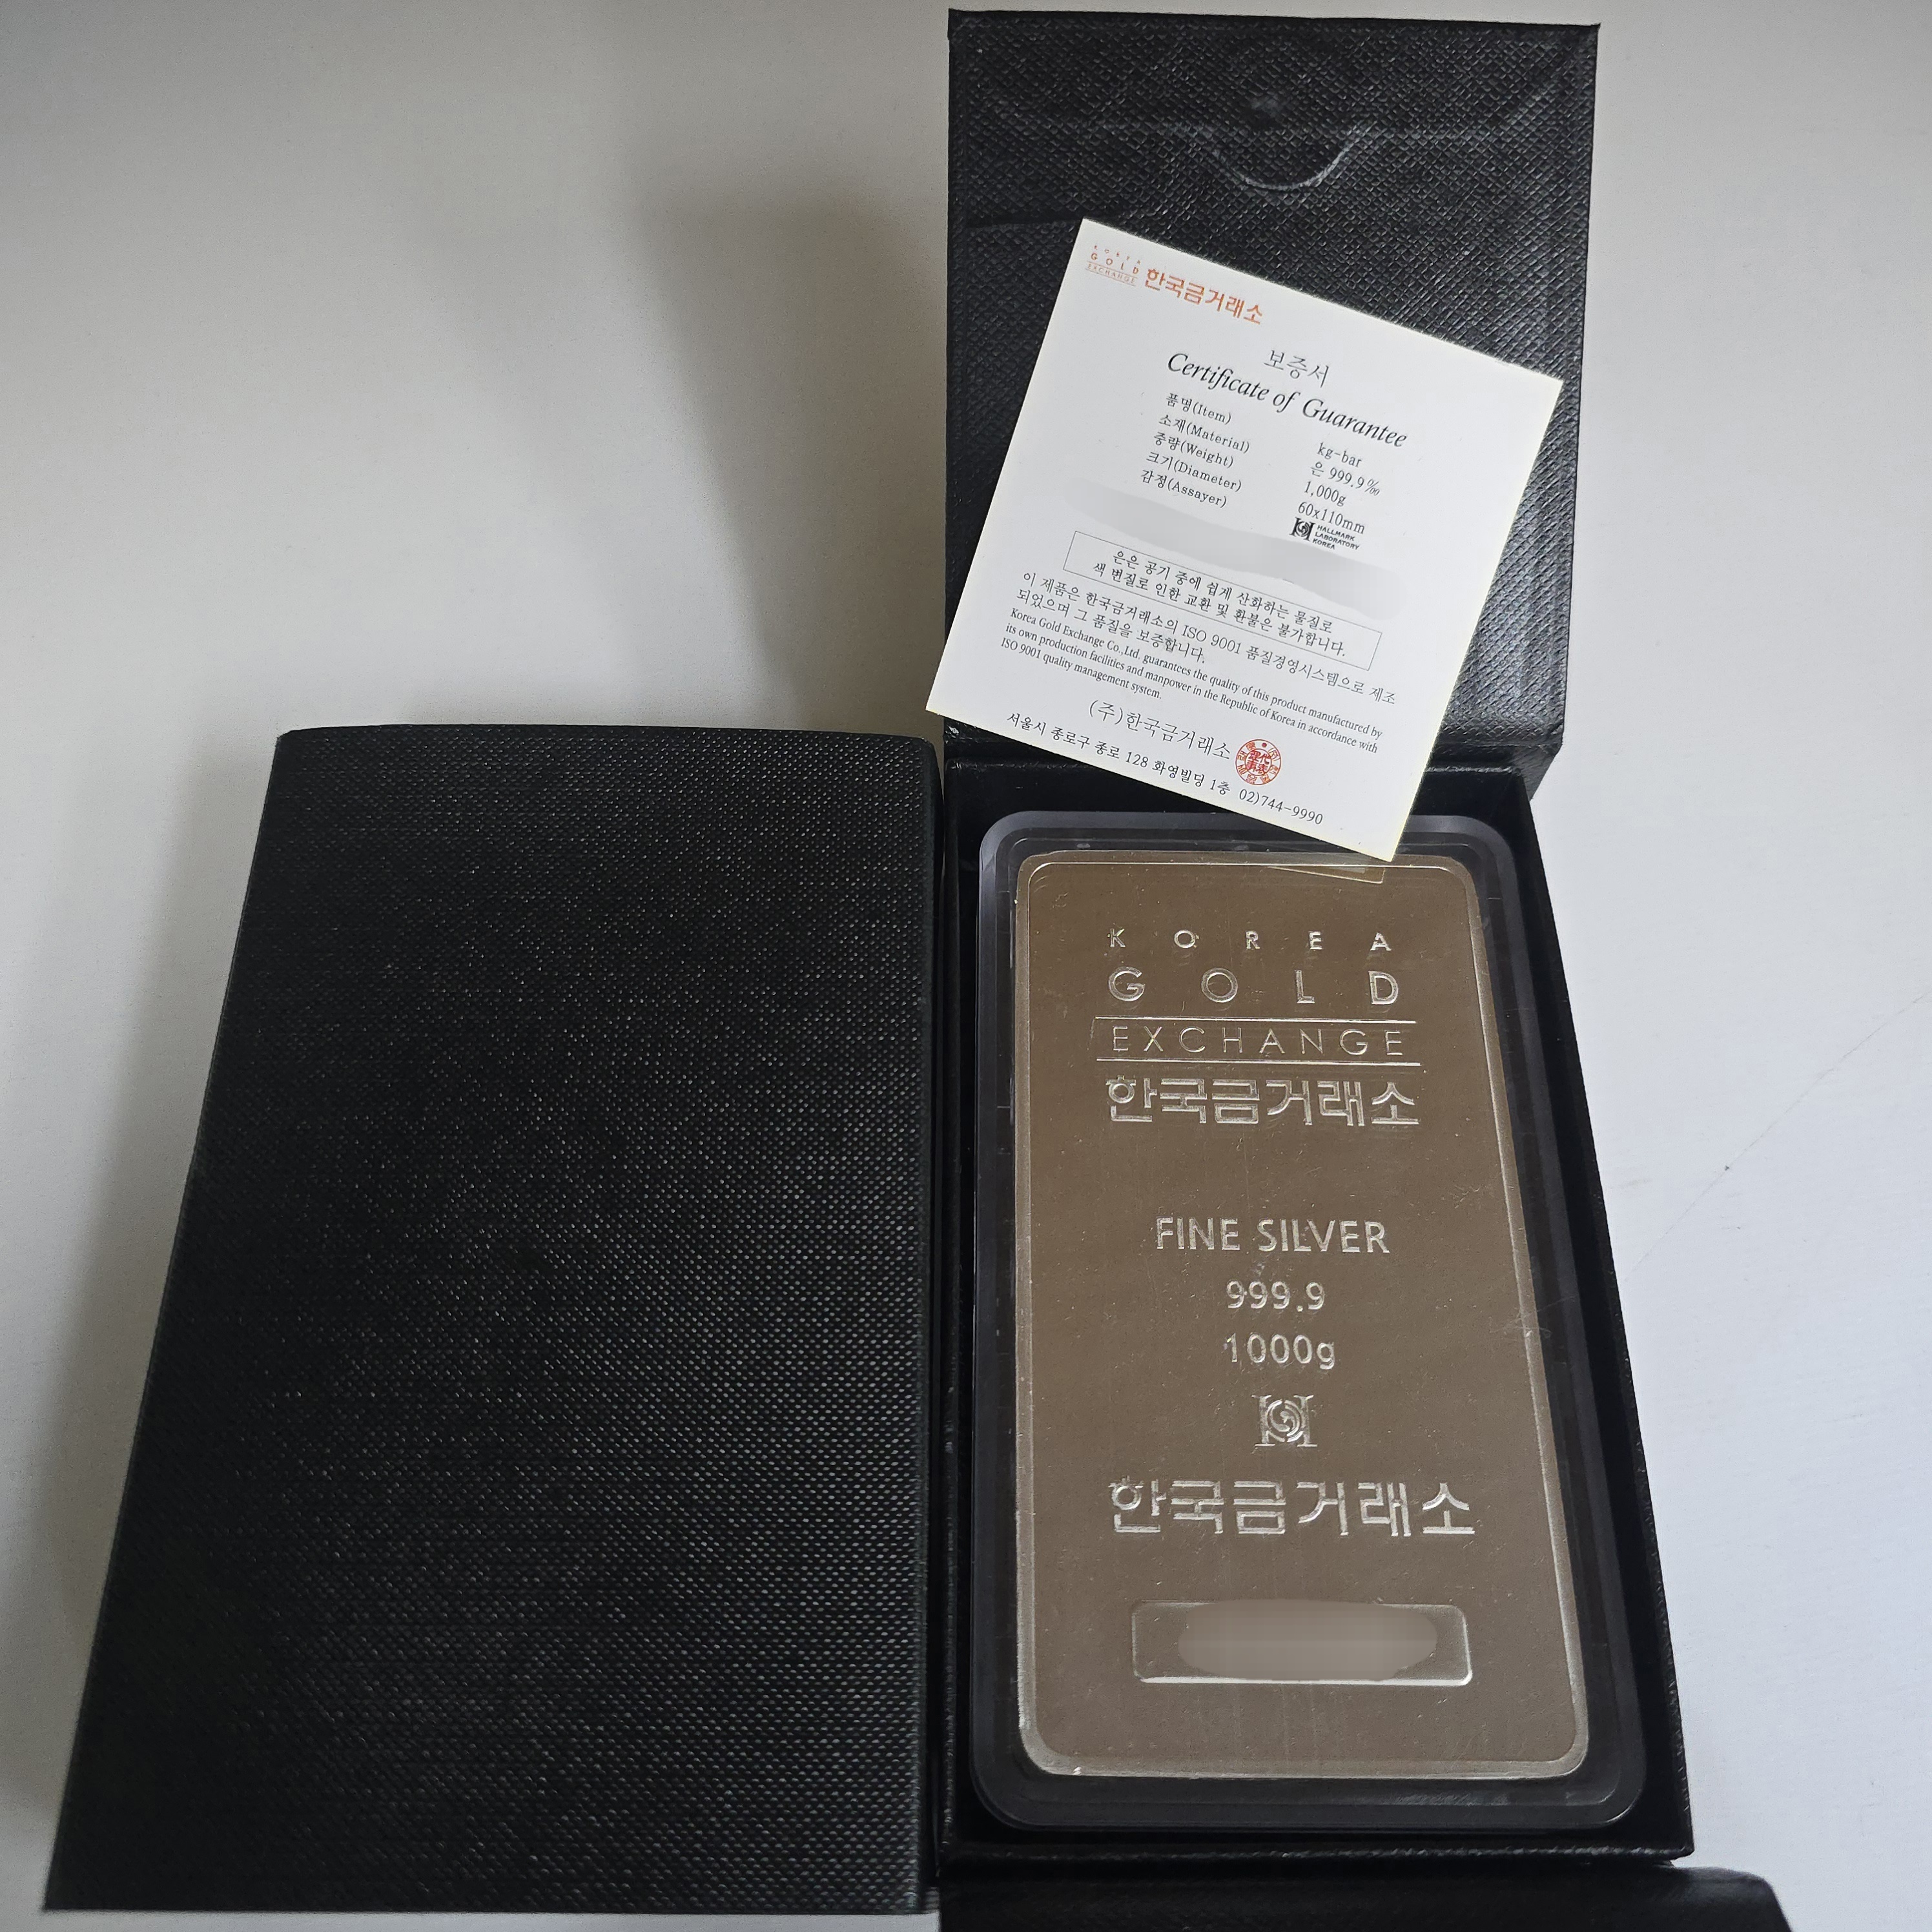 KOREA
GOLD
EXCHANGE
한국금거래소
보증서
Certificate of Guarantee
품명(Item) kg-bar
소재(Material) 은 999.9‰
중량(Weight) 1,000g
크기(Diameter) 60x110mm
감정(Assayer) HALLMARK
LABORATORY
KOREA
은은 공기 중에 쉽게 산화하는 물질로
색 변질로 인한 교환 및 환불은 불가합니다.
이 제품은 한국금거래소의 ISO 9001 품질경영시스템으로 제조
되었으며 그 품질을 보증합니다.
Korea Gold Exchange Co.,Ltd. guarantees the quality of this product manufactured by
its own production facilities and manpower in the Republic of Korea in accordance with
ISO 9001 quality management system.
(주)한국금거래소
서울시 종로구 종로 128 화영빌딩 1층 02)744-9990
KOREA
GOLD
EXCHANGE
한국금거래소
FINE SILVER
999.9
1000g
한국금거래소